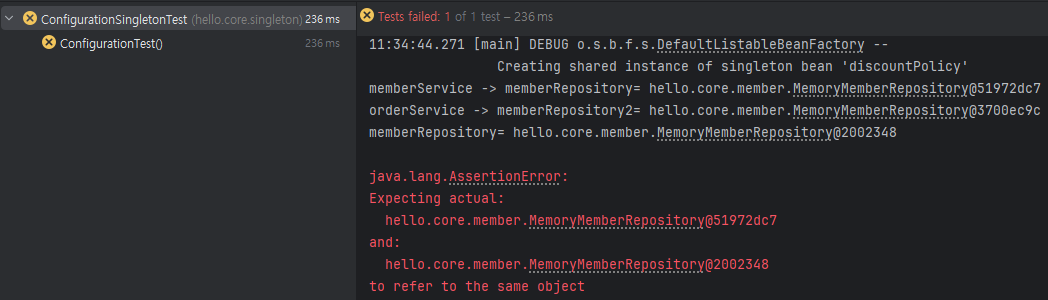 ConfigurationSingletonTest (hello.core.singleton) 236 ms
ConfigurationTest() 236 ms
Tests failed: 1 of 1 test – 236 ms
11:34:44.271 [main] DEBUG o.s.b.f.s.DefaultListableBeanFactory --
Creating shared instance of singleton bean 'discountPolicy'
memberService -> memberRepository= hello.core.member.MemoryMemberRepository@51972dc7
orderService -> memberRepository2= hello.core.member.MemoryMemberRepository@3700ec9c
memberRepository= hello.core.member.MemoryMemberRepository@2002348
java.lang.AssertionError:
Expecting actual:
hello.core.member.MemoryMemberRepository@51972dc7
and:
hello.core.member.MemoryMemberRepository@2002348
to refer to the same object